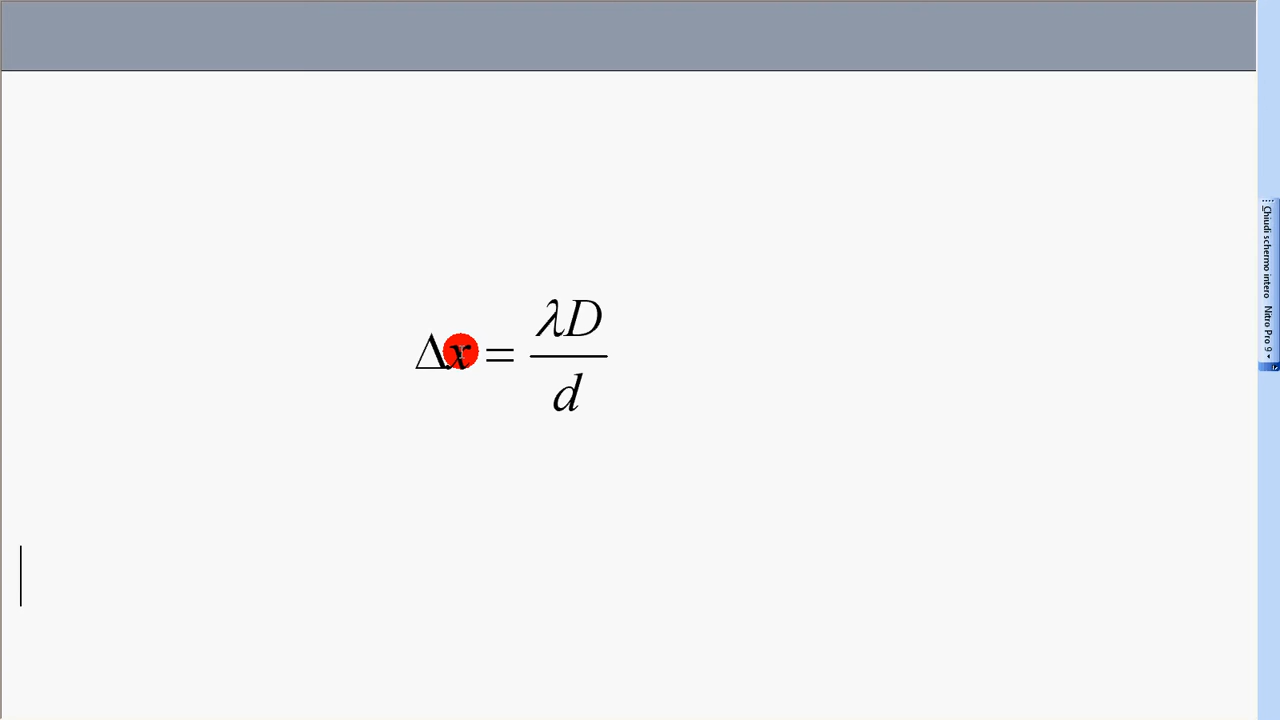 Δx = λD / d
Chiudi schermo intero
Nitro Pro 9